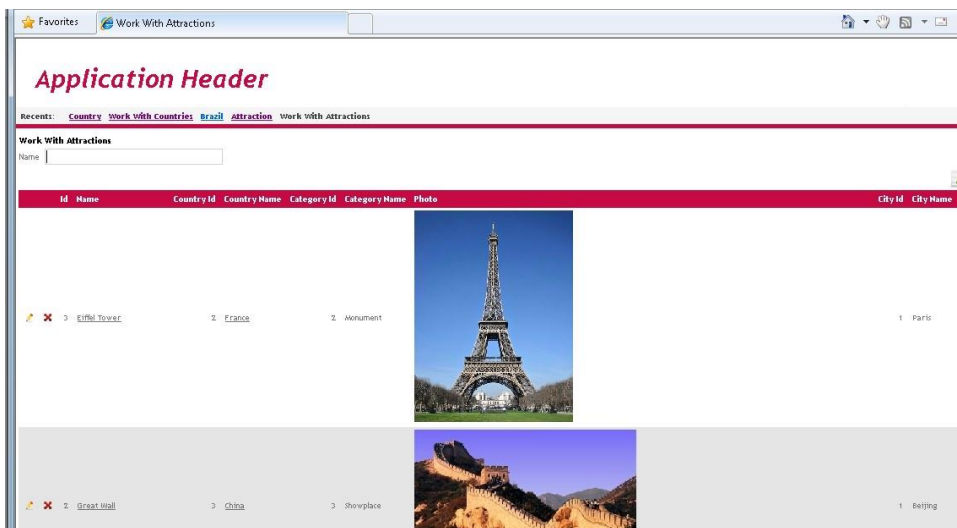 Favorites Work With Attractions
Application Header
Recents: Country Work With Countries Brazil Attraction Work With Attractions
Work With Attractions
Name
Id Name Country Id Country Name Category Id Category Name Photo City Id City Name
3 Eiffel Tower 2 France 2 Monument 1 Paris
2 Great Wall 3 China 3 Showplace 1 Beijing